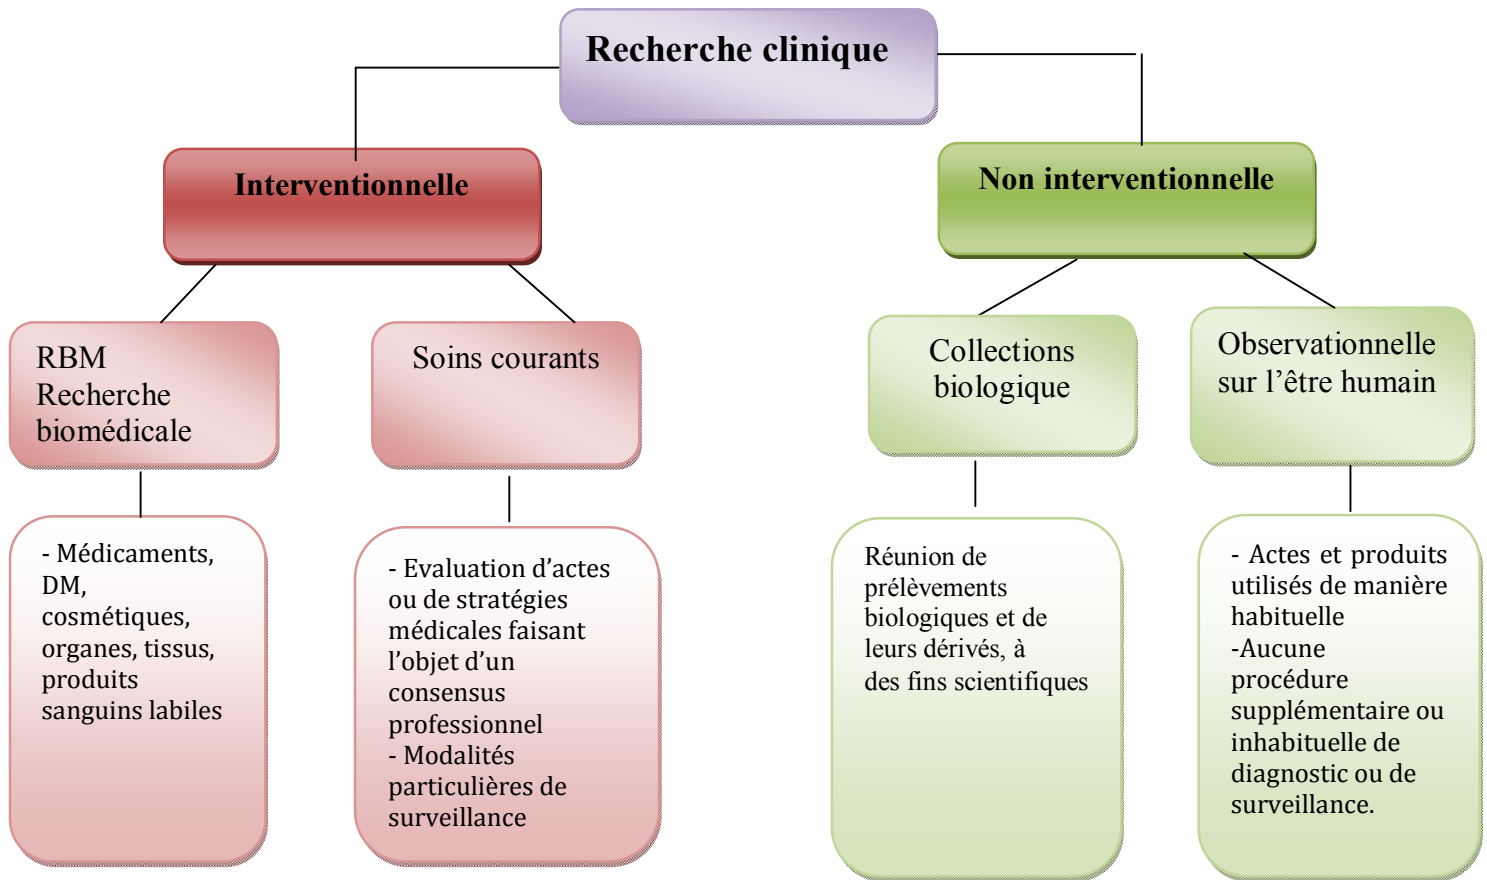 Recherche clinique
Interventionnelle
Non interventionnelle
RBM
Recherche
biomédicale
Soins courants
Collections
biologique
Observationnelle
sur l’être humain
- Médicaments,
DM,
cosmétiques,
organes, tissus,
produits
sanguins labiles
- Evaluation d’actes
ou de stratégies
médicales faisant
l’objet d’un
consensus
professionnel
- Modalités
particulières de
surveillance
Réunion de
prélèvements
biologiques et de
leurs dérivés, à
des fins scientifiques
- Actes et produits
utilisés de manière
habituelle
-Aucune
procédure
supplémentaire ou
inhabituelle de
diagnostic ou de
surveillance.